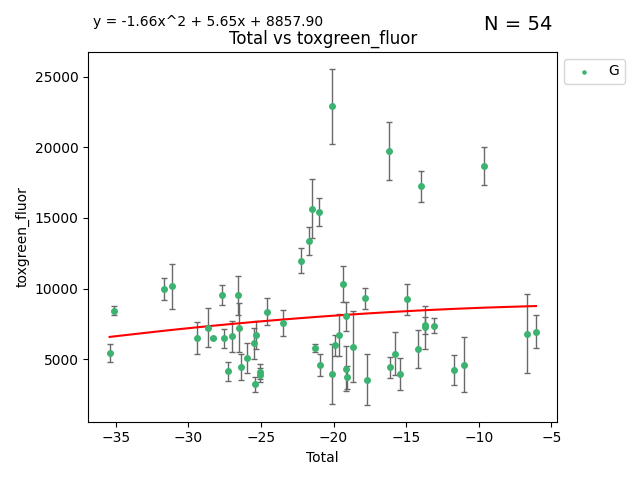 y = -1.66x^2 + 5.65x + 8857.90
N = 54
Total vs toxgreen_fluor
G
25000
20000
15000
10000
5000
toxgreen_fluor
−35 −30 −25 −20 −15 −10 −5
Total